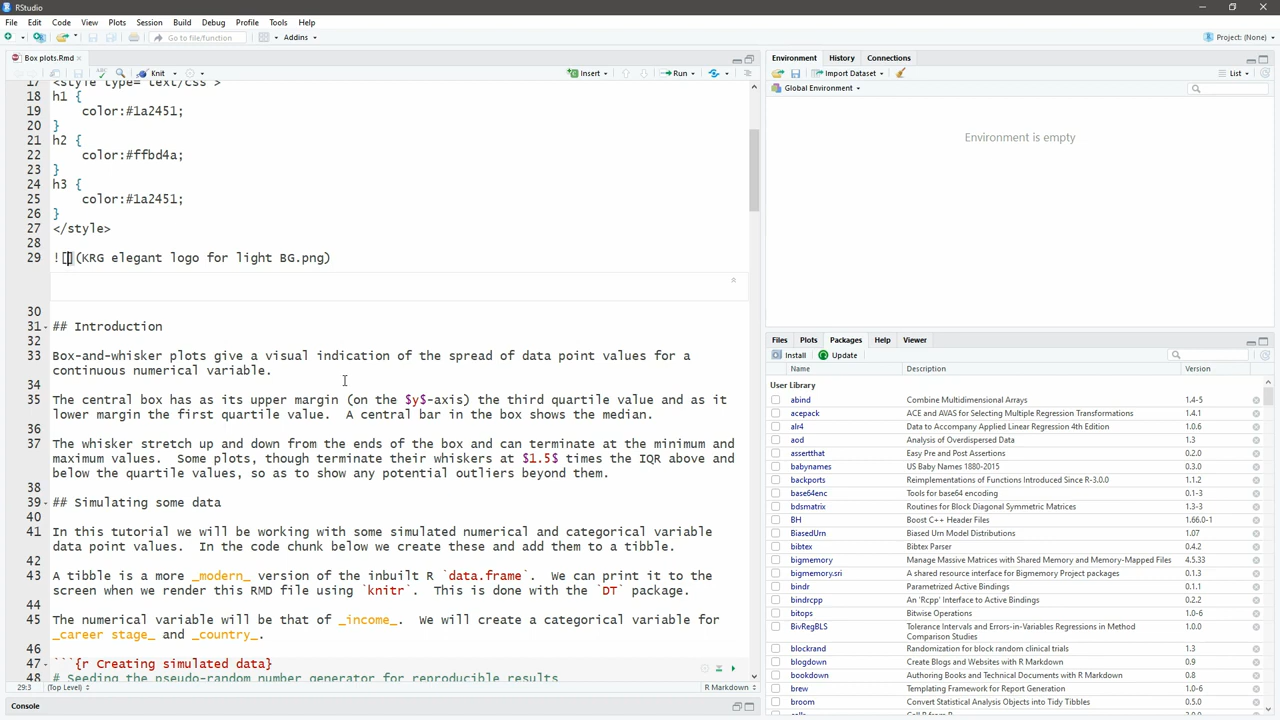 RStudio
File Edit Code View Plots Session Build Debug Profile Tools Help
Go to file/function
Addins
Project: (None)
Box plots.Rmd
Knit
Insert
Run
17 <style type="text/css">
18 h1 {
19 color:#1a2451;
20 }
21 h2 {
22 color:#ffbd4a;
23 }
24 h3 {
25 color:#1a2451;
26 }
27 </style>
28
29 ![](KRG elegant logo for light BG.png)
30
31 ## Introduction
32
33 Box-and-whisker plots give a visual indication of the spread of data point values for a
continuous numerical variable.
34
35 The central box has as its upper margin (on the $y$-axis) the third quartile value and as it
lower margin the first quartile value.  A central bar in the box shows the median.
36
37 The whisker stretch up and down from the ends of the box and can terminate at the minimum and
maximum values.  Some plots, though terminate their whiskers at $1.5$ times the IQR above and
below the quartile values, so as to show any potential outliers beyond them.
38
39 ## Simulating some data
40
41 In this tutorial we will be working with some simulated numerical and categorical variable
data point values.  In the code chunk below we create these and add them to a tibble.
42
43 A tibble is a more _modern_ version of the inbuilt R `data.frame`.  We can print it to the
screen when we render this RMD file using `knitr`.  This is done with the `DT` package.
44
45 The numerical variable will be that of _income_.  We will create a categorical variable for
_career stage_ and _country_.
46
47 ```{r Creating simulated data}
48 # Seeding the pseudo-random number generator for reproducible results
29:3 (Top Level) R Markdown
Console
Environment History Connections
Import Dataset List
Global Environment
Environment is empty
Files Plots Packages Help Viewer
Install Update
Name Description Version
User Library
abind Combine Multidimensional Arrays 1.4-5
acepack ACE and AVAS for Selecting Multiple Regression Transformations 1.4.1
alr4 Data to Accompany Applied Linear Regression 4th Edition 1.0.6
aod Analysis of Overdispersed Data 1.3
assertthat Easy Pre and Post Assertions 0.2.0
babynames US Baby Names 1880-2015 0.3.0
backports Reimplementations of Functions Introduced Since R-3.0.0 1.1.2
base64enc Tools for base64 encoding 0.1-3
bdsmatrix Routines for Block Diagonal Symmetric Matrices 1.3-3
BH Boost C++ Header Files 1.66.0-1
BiasedUrn Biased Urn Model Distributions 1.07
bibtex Bibtex Parser 0.4.2
bigmemory Manage Massive Matrices with Shared Memory and Memory-Mapped Files 4.5.33
bigmemory.sri A shared resource interface for Bigmemory Project packages 0.1.3
bindr Parametrized Active Bindings 0.1.1
bindrcpp An 'Rcpp' Interface to Active Bindings 0.2.2
bitops Bitwise Operations 1.0-6
BivRegBLS Tolerance Intervals and Errors-in-Variables Regressions in Method
Comparison Studies 1.0.0
blockrand Randomization for block random clinical trials 1.3
blogdown Create Blogs and Websites with R Markdown 0.9
bookdown Authoring Books and Technical Documents with R Markdown 0.8
brew Templating Framework for Report Generation 1.0-6
broom Convert Statistical Analysis Objects into Tidy Tibbles 0.5.0